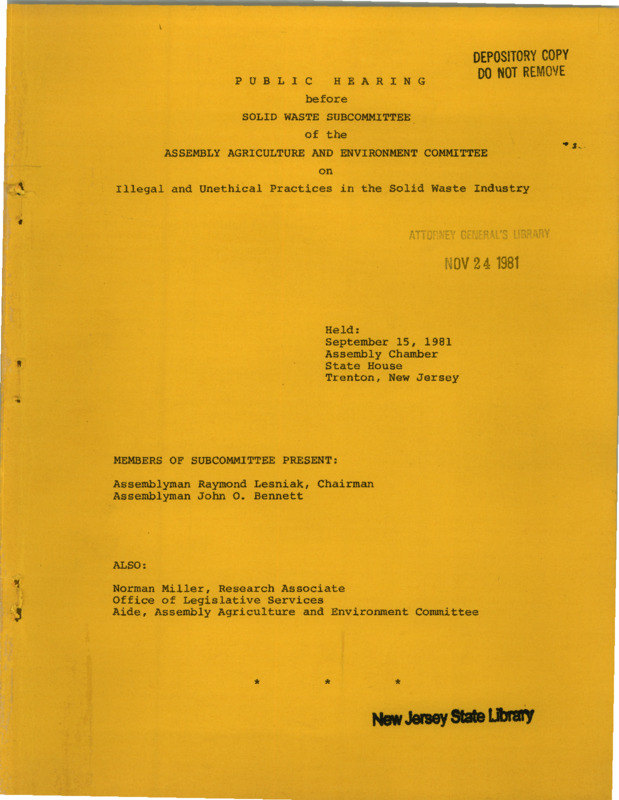 DEPOSITORY COPY
DO NOT REMOVE
PUBLIC HEARING
before
SOLID WASTE SUBCOMMITTEE
of the
ASSEMBLY AGRICULTURE AND ENVIRONMENT COMMITTEE
on
Illegal and Unethical Practices in the Solid Waste Industry
ATTORNEY GENERAL'S LIBRARY
NOV 24 1981
Held:
September 15, 1981
Assembly Chamber
State House
Trenton, New Jersey
MEMBERS OF SUBCOMMITTEE PRESENT:
Assemblyman Raymond Lesniak, Chairman
Assemblyman John O. Bennett
ALSO:
Norman Miller, Research Associate
Office of Legislative Services
Aide, Assembly Agriculture and Environment Committee
* * *
New Jersey State Library